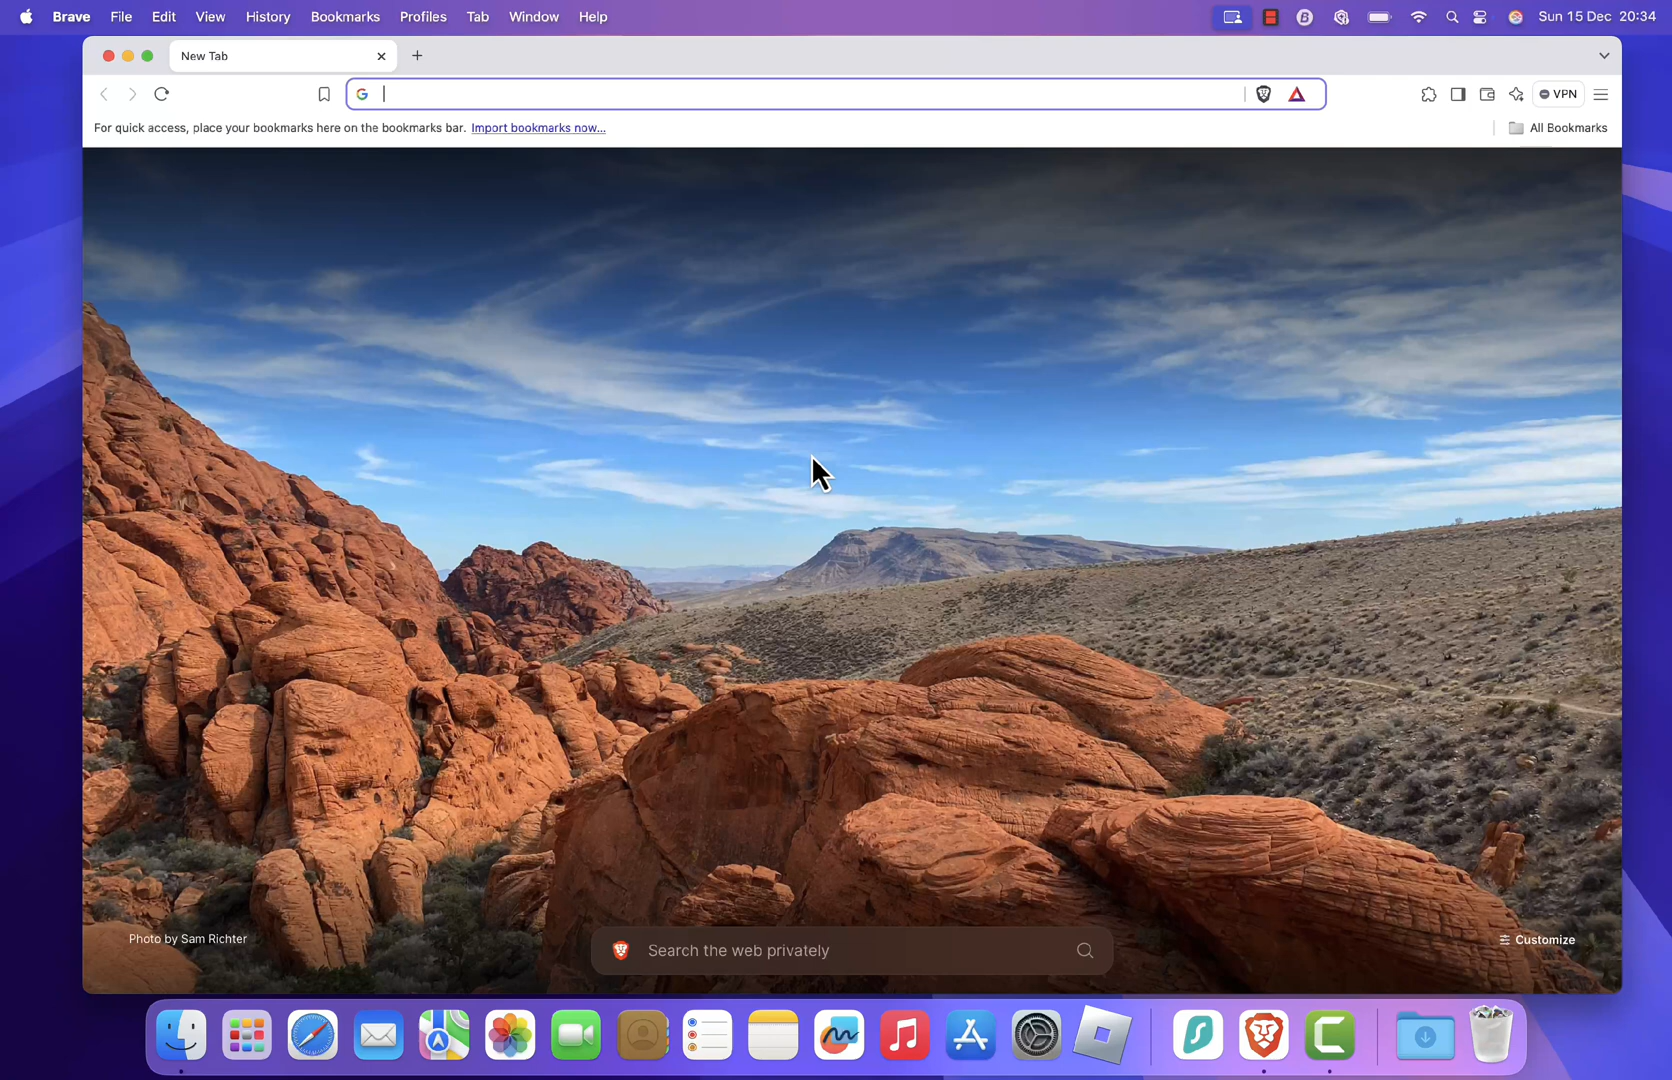 Brave File Edit View History Bookmarks Profiles Tab Window Help Sun 15 Dec 20:34
New Tab
VPN
For quick access, place your bookmarks here on the bookmarks bar. Import bookmarks now... All Bookmarks
Photo by Sam Richter
Search the web privately
Customize